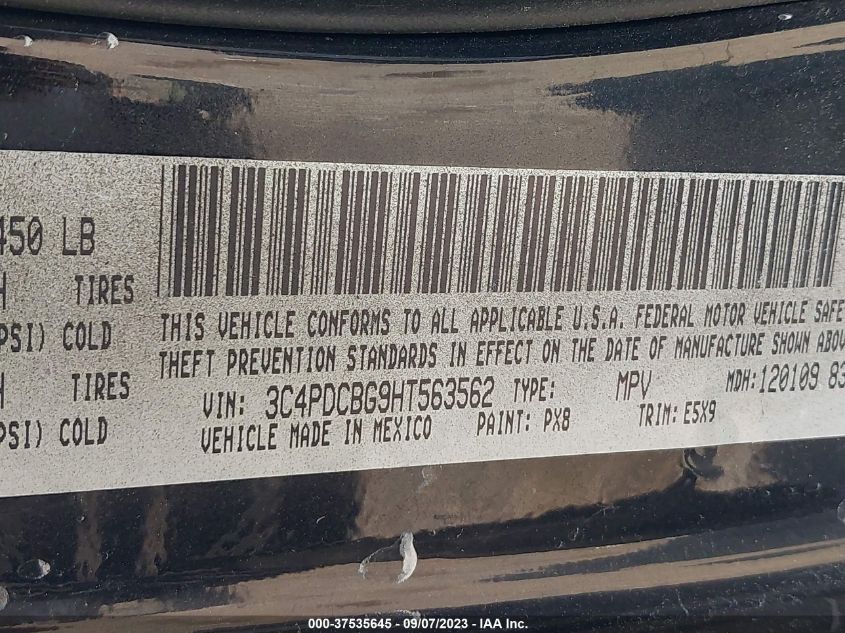 450 LB
TIRES
PSI) COLD
TIRES
PSI) COLD
THIS VEHICLE CONFORMS TO ALL APPLICABLE U.S.A. FEDERAL MOTOR VEHICLE SAFE
THEFT PREVENTION STANDARDS IN EFFECT ON THE DATE OF MANUFACTURE SHOWN ABOV
VIN: 3C4PDCBG9HT563562 TYPE: MPV MDH: 120109 83
VEHICLE MADE IN MEXICO PAINT: PX8 TRIM: E5X9
000-37535645 - 09/07/2023 - IAA Inc.